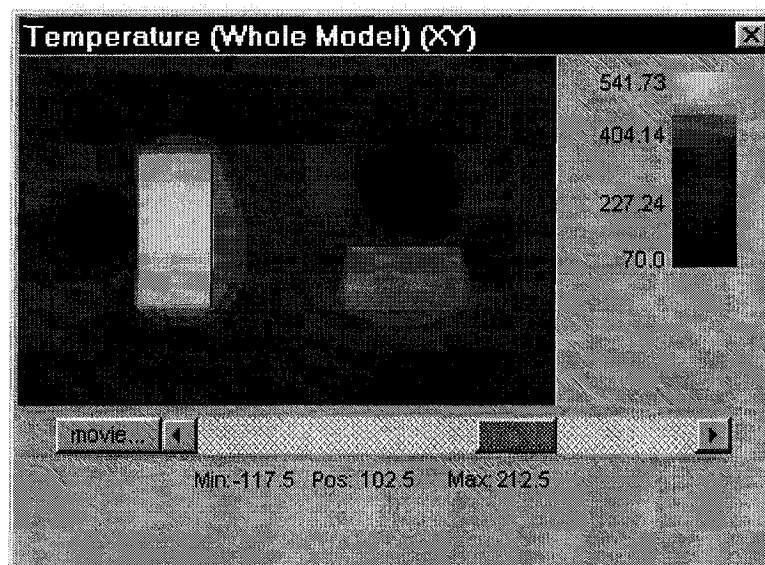 Temperature (Whole Model) (XY)
541.73
404.14
227.24
70.0
movie...
Min:-117.5 Pos: 102.5 Max: 212.5